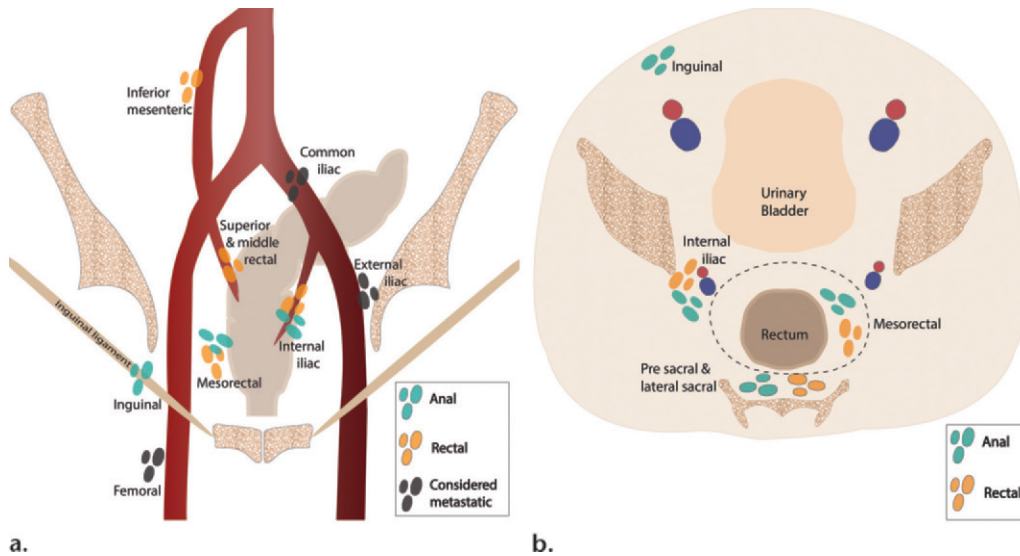 Inferior
mesenteric
Common
iliac
Superior
& middle
rectal
External
iliac
Inguinal ligament
Internal
iliac
Mesorectal
Inguinal
Femoral
Anal
Rectal
Considered
metastatic
a.
Inguinal
Urinary
Bladder
Internal
iliac
Rectum
Mesorectal
Pre sacral &
lateral sacral
Anal
Rectal
b.